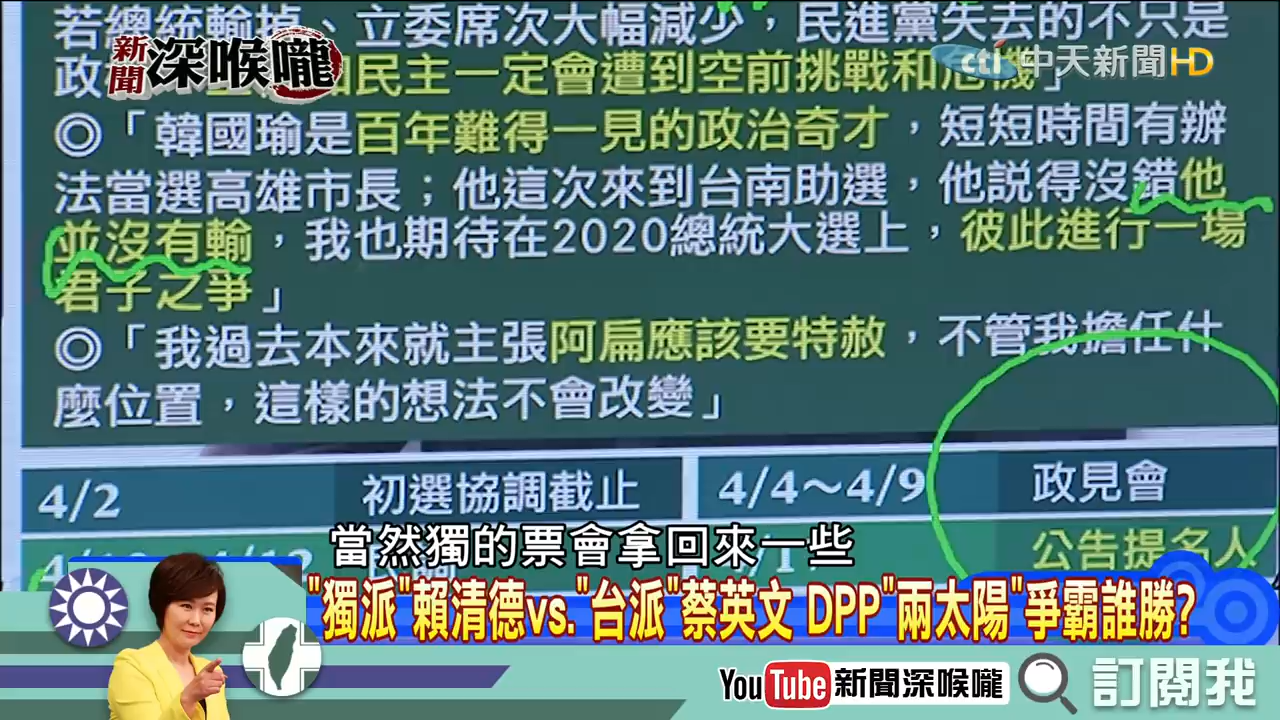 若總統輸掉、立委席次大幅減少，民進黨失去的不只是
政 民主一定會遭到空前挑戰和危機」
新聞深喉嚨
cti 中天新聞HD
◎「韓國瑜是百年難得一見的政治奇才，短短時間有辦
法當選高雄市長；他這次來到台南助選，他說得沒錯他
並沒有輸，我也期待在2020總統大選上，彼此進行一場
君子之爭」
◎「我過去本來就主張阿扁應該要特赦，不管我擔任什
麼位置，這樣的想法不會改變」
4/2 初選協調截止 4/4~4/9 政見會
公告提名人
當然獨的票會拿回來一些
"獨派"賴清德vs."台派"蔡英文 DPP"兩太陽"爭霸誰勝?
YouTube 新聞深喉嚨 訂閱我